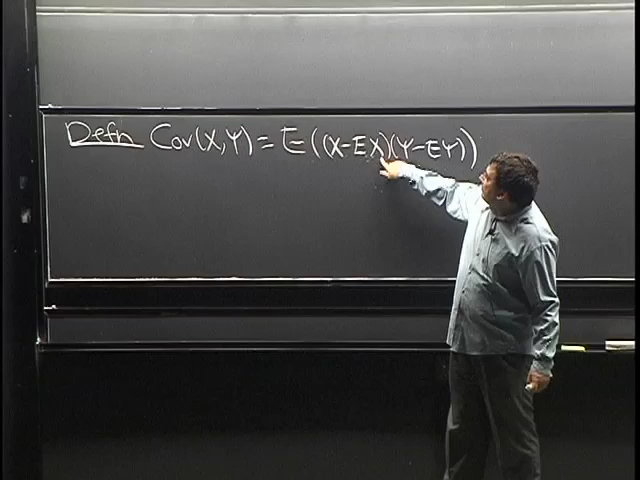 Defn Cov(X,Y) = E((X-EX)(Y-EY))